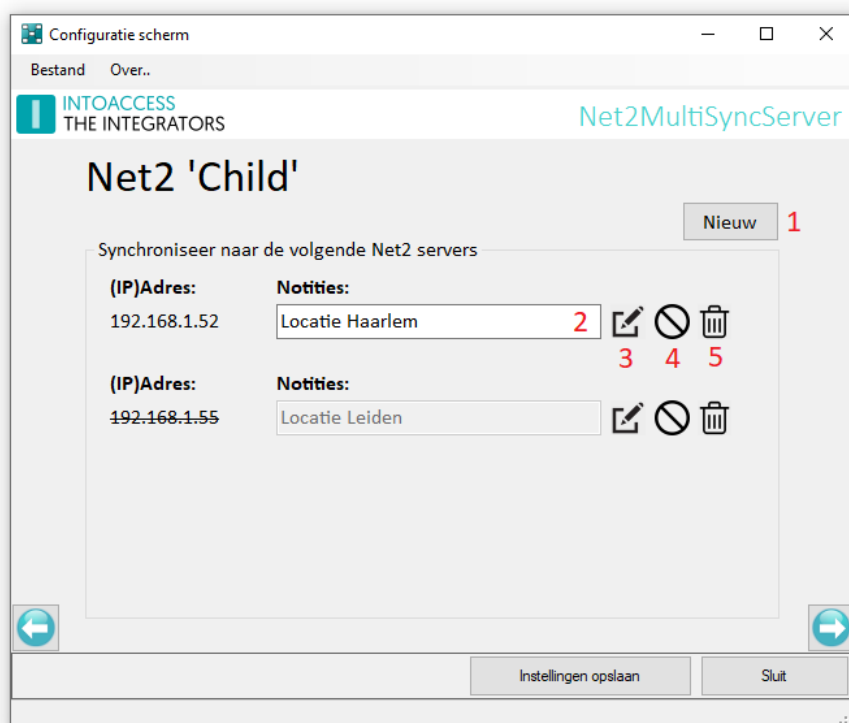 Configuratie scherm
Bestand Over..
INTOACCESS
THE INTEGRATORS
Net2MultiSyncServer
Net2 'Child'
Nieuw 1
Synchroniseer naar de volgende Net2 servers
(IP)Adres: Notities:
192.168.1.52 Locatie Haarlem 2
3 4 5
(IP)Adres: Notities:
192.168.1.55 Locatie Leiden
Instellingen opslaan Sluit